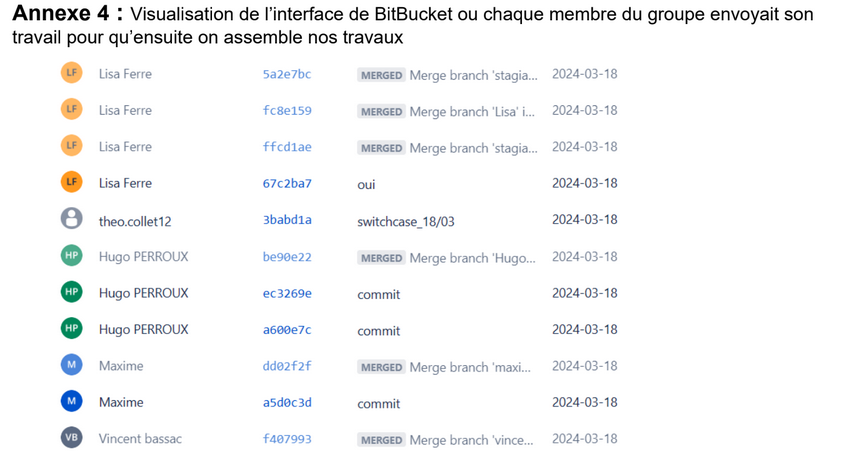 Annexe 4 : Visualisation de l'interface de BitBucket ou chaque membre du groupe envoyait son
travail pour qu'ensuite on assemble nos travaux
LF Lisa Ferre 5a2e7bc MERGED Merge branch 'stagia... 2024-03-18
LF Lisa Ferre fc8e159 MERGED Merge branch 'Lisa' i... 2024-03-18
LF Lisa Ferre ffcd1ae MERGED Merge branch 'stagia... 2024-03-18
LF Lisa Ferre 67c2ba7 oui 2024-03-18
theo.collet12 3babd1a switchcase_18/03 2024-03-18
HP Hugo PERROUX be90e22 MERGED Merge branch 'Hugo... 2024-03-18
HP Hugo PERROUX ec3269e commit 2024-03-18
HP Hugo PERROUX a600e7c commit 2024-03-18
M Maxime dd02f2f MERGED Merge branch 'maxi... 2024-03-18
M Maxime a5d0c3d commit 2024-03-18
VB Vincent bassac f407993 MERGED Merge branch 'vince... 2024-03-18